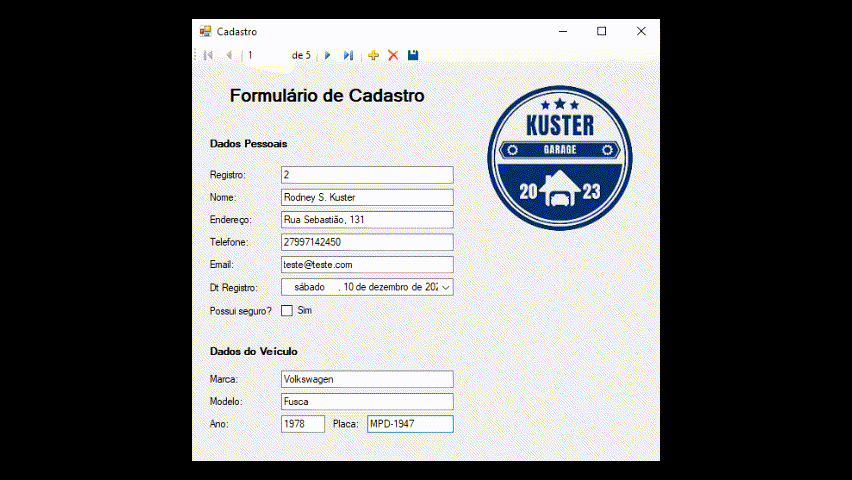 Cadastro
1 de 5
Formulário de Cadastro
KUSTER
GARAGE
20 23
Dados Pessoais
Registro: 2
Nome: Rodney S. Kuster
Endereço: Rua Sebastião, 131
Telefone: 27997142450
Email: teste@teste.com
Dt Registro: sábado , 10 de dezembro de 202
Possui seguro? Sim
Dados do Veículo
Marca: Volkswagen
Modelo: Fusca
Ano: 1978 Placa: MPD-1947